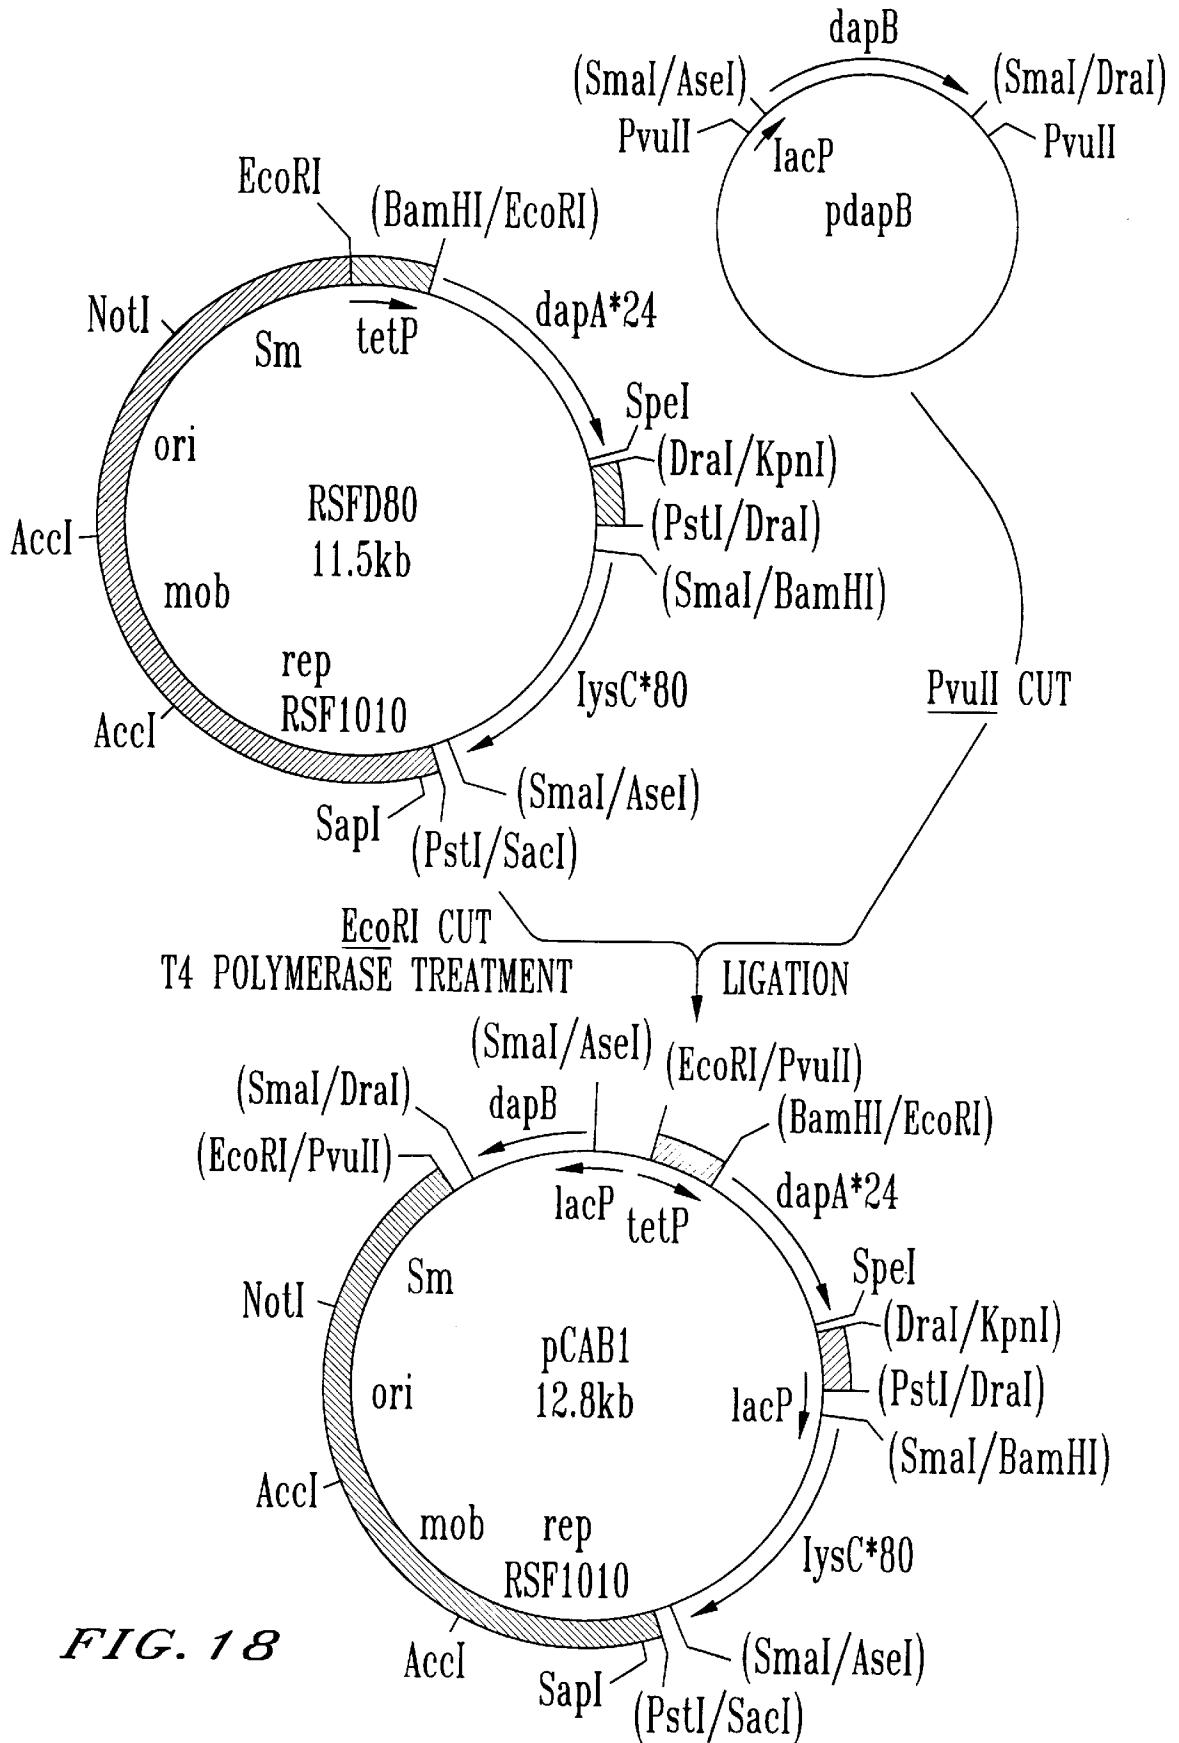 dapB
(SmaI/AseI)
(SmaI/DraI)
PvuII
PvuII
lacP
pdapB
EcoRI
(BamHI/EcoRI)
NotI
Sm
tetP
dapA*24
SpeI
(DraI/KpnI)
ori
RSFD80
11.5kb
(PstI/DraI)
AccI
mob
(SmaI/BamHI)
rep
RSF1010
lysC*80
AccI
PvuII CUT
(SmaI/AseI)
SapI
(PstI/SacI)
EcoRI CUT
T4 POLYMERASE TREATMENT
LIGATION
(SmaI/AseI)
(EcoRI/PvuII)
(SmaI/DraI)
dapB
(BamHI/EcoRI)
(EcoRI/PvuII)
lacP
tetP
dapA*24
Sm
SpeI
NotI
(DraI/KpnI)
pCAB1
12.8kb
ori
lacP
(PstI/DraI)
(SmaI/BamHI)
AccI
mob
rep
RSF1010
lysC*80
AccI
(SmaI/AseI)
SapI
(PstI/SacI)
FIG. 18